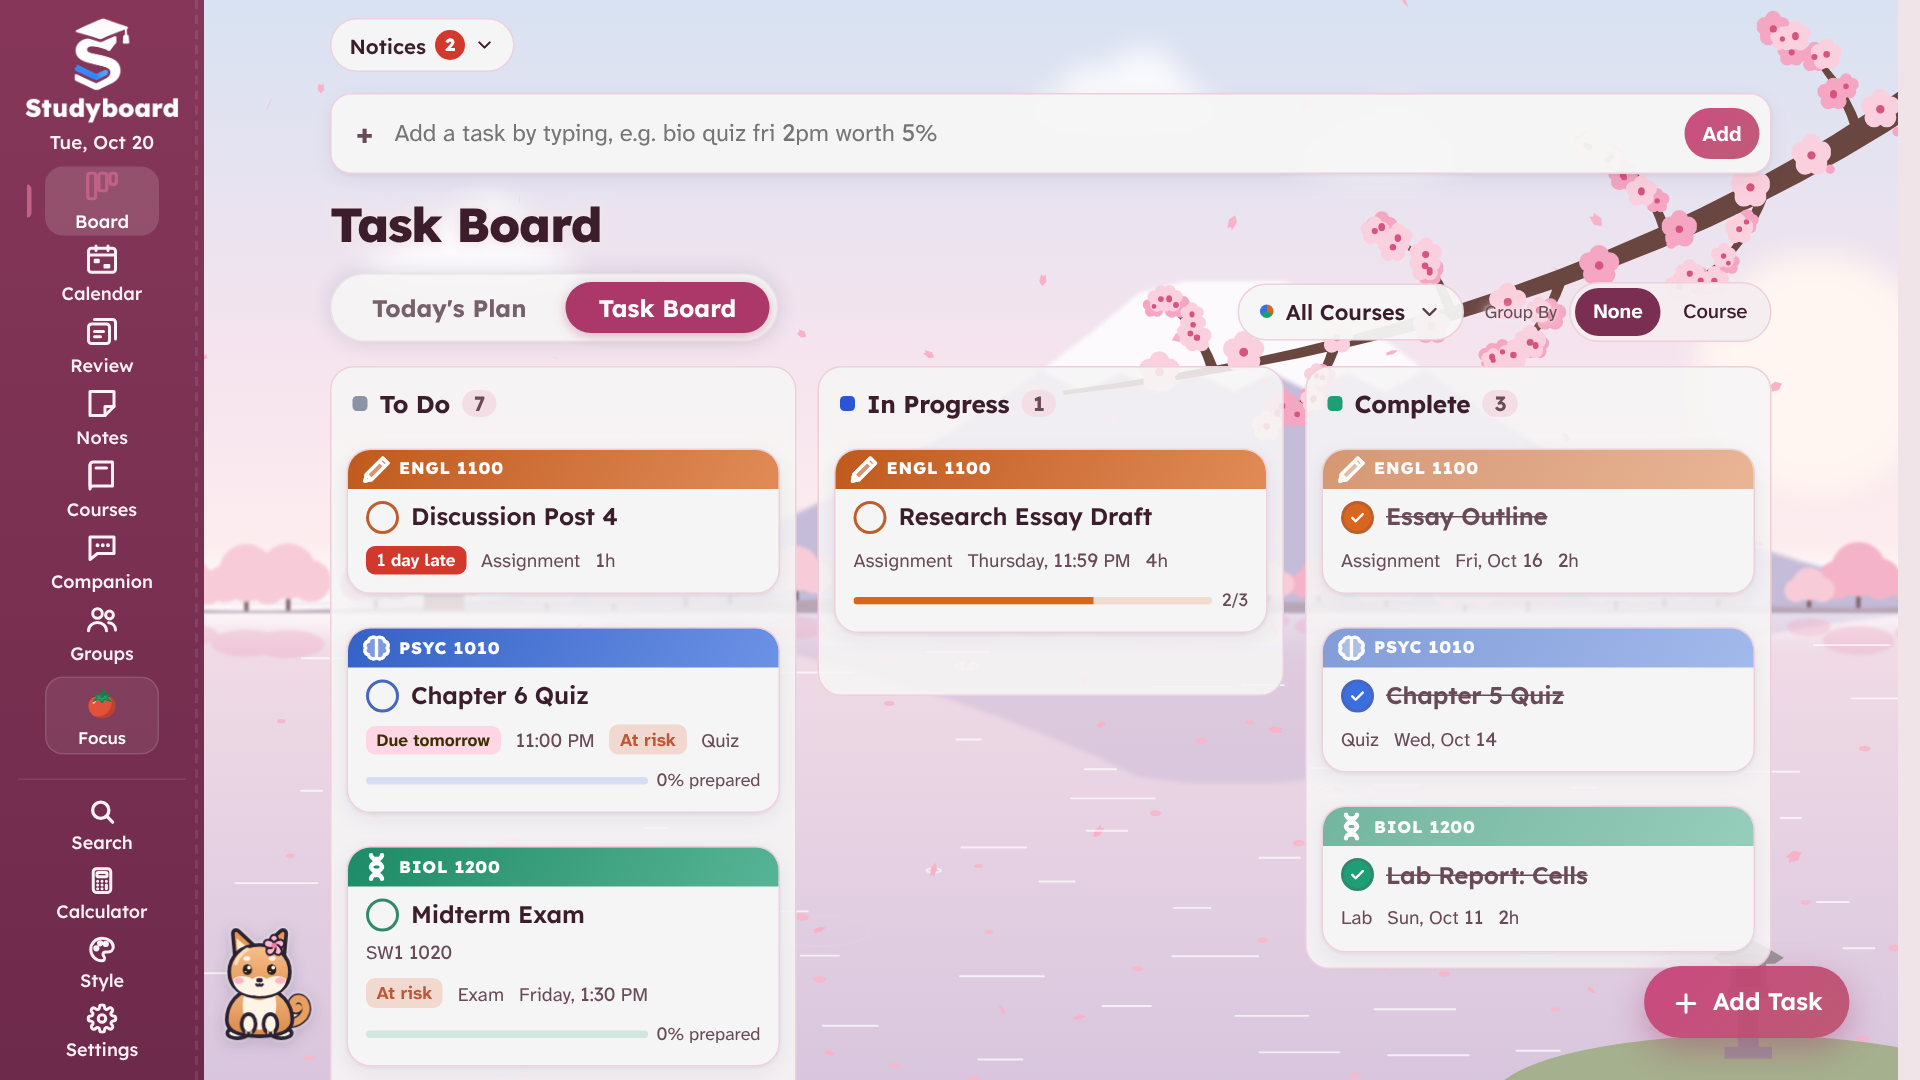 Studyboard
Tue, Oct 20
Board
Calendar
Review
Notes
Courses
Companion
Groups
Focus
Search
Calculator
Style
Settings
Notices 2
+ Add a task by typing, e.g. bio quiz fri 2pm worth 5%
Add
Task Board
Today's Plan
Task Board
All Courses
Group By
None
Course
To Do 7
ENGL 1100
Discussion Post 4
1 day late Assignment 1h
PSYC 1010
Chapter 6 Quiz
Due tomorrow 11:00 PM At risk Quiz
0% prepared
BIOL 1200
Midterm Exam
SW1 1020
At risk Exam Friday, 1:30 PM
0% prepared
In Progress 1
ENGL 1100
Research Essay Draft
Assignment Thursday, 11:59 PM 4h
2/3
Complete 3
ENGL 1100
Essay Outline
Assignment Fri, Oct 16 2h
PSYC 1010
Chapter 5 Quiz
Quiz Wed, Oct 14
BIOL 1200
Lab Report: Cells
Lab Sun, Oct 11 2h
+ Add Task